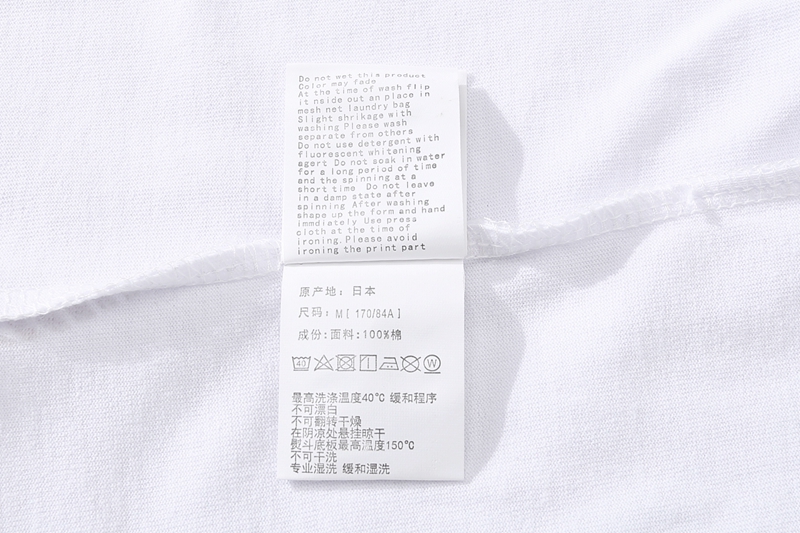 Do not wet this product
Color may fade
At the time of wash flip
it nside out an place in
mesh net laundry bag
Slight shrikage with
washing Please wash
separate from others
Do not use detergent with
fluorescent whitening
agert Do not soak in water
for a long period of time
and the spinning at a
short time Do not leave
in a damp state after
spinning After washing
shape up the form and hand
immediately Use press
cloth at the time of
ironing. Please avoid
ironing the print part
原产地: 日本
尺码: M[ 170/84A]
成份:面料:100%棉
40 W
最高洗涤温度40℃ 缓和程序
不可漂白
不可翻转干燥
在阴凉处悬挂晾干
熨斗底板最高温度150℃
不可干洗
专业湿洗 缓和湿洗